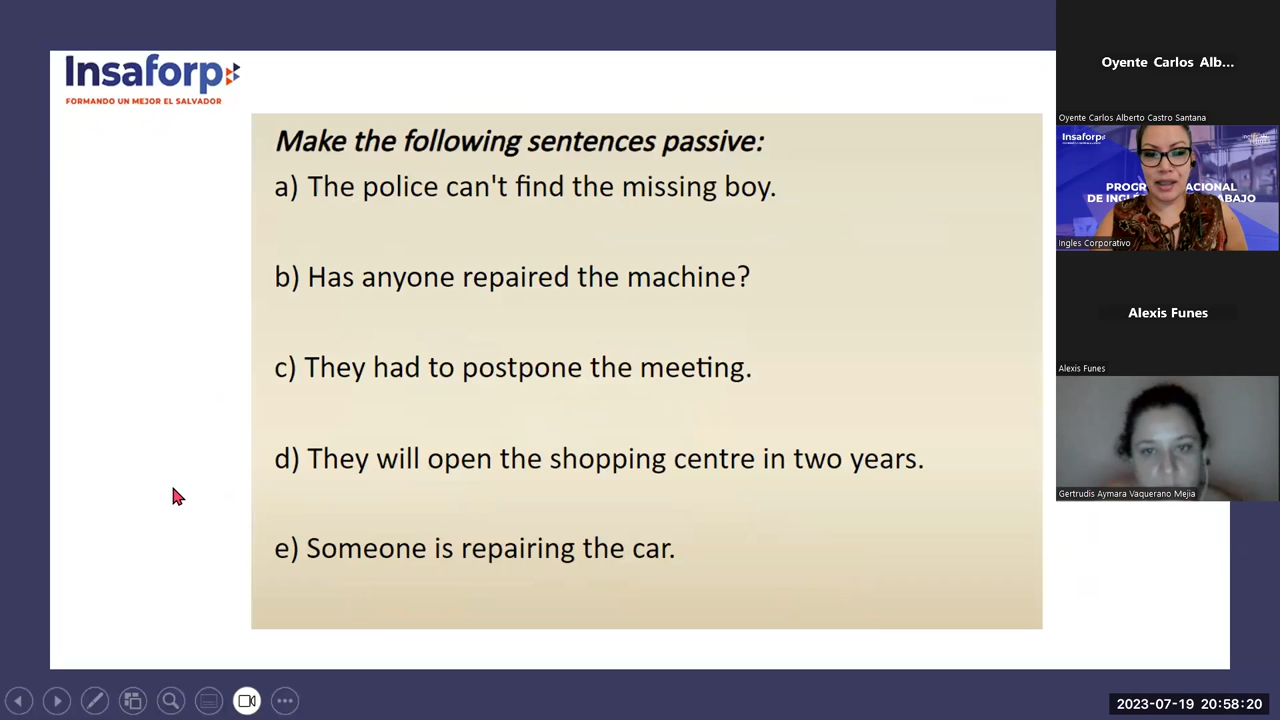 Insaforp
FORMANDO UN MEJOR EL SALVADOR
Make the following sentences passive:
a) The police can't find the missing boy.
b) Has anyone repaired the machine?
c) They had to postpone the meeting.
d) They will open the shopping centre in two years.
e) Someone is repairing the car.
Oyente Carlos Alb...
Oyente Carlos Alberto Castro Santana
Insaforp
Ingles Corporativo
Alexis Funes
Alexis Funes
Gertrudis Aymara Vaquerano Mejia
2023-07-19 20:58:20